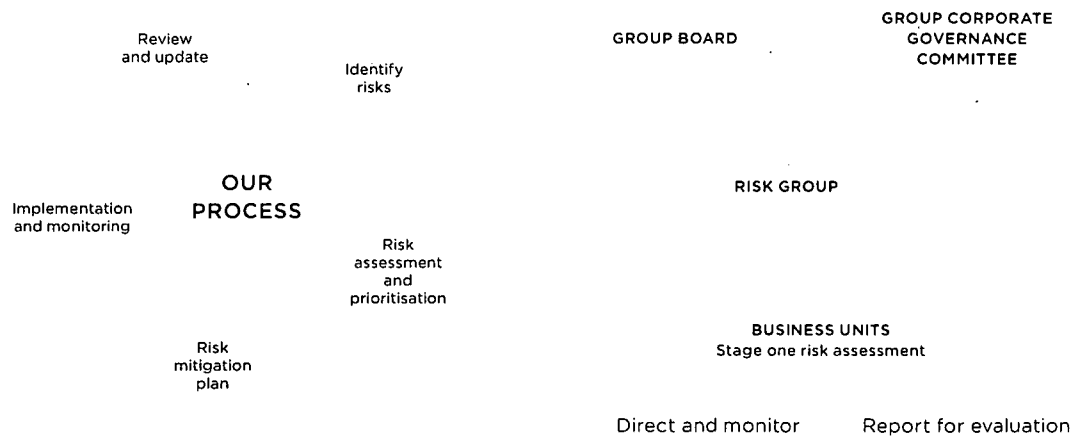 Review
and update
Identify
risks
OUR
PROCESS
Implementation
and monitoring
Risk
assessment
and
prioritisation
Risk
mitigation
plan
GROUP BOARD
GROUP CORPORATE
GOVERNANCE
COMMITTEE
RISK GROUP
BUSINESS UNITS
Stage one risk assessment
Direct and monitor
Report for evaluation